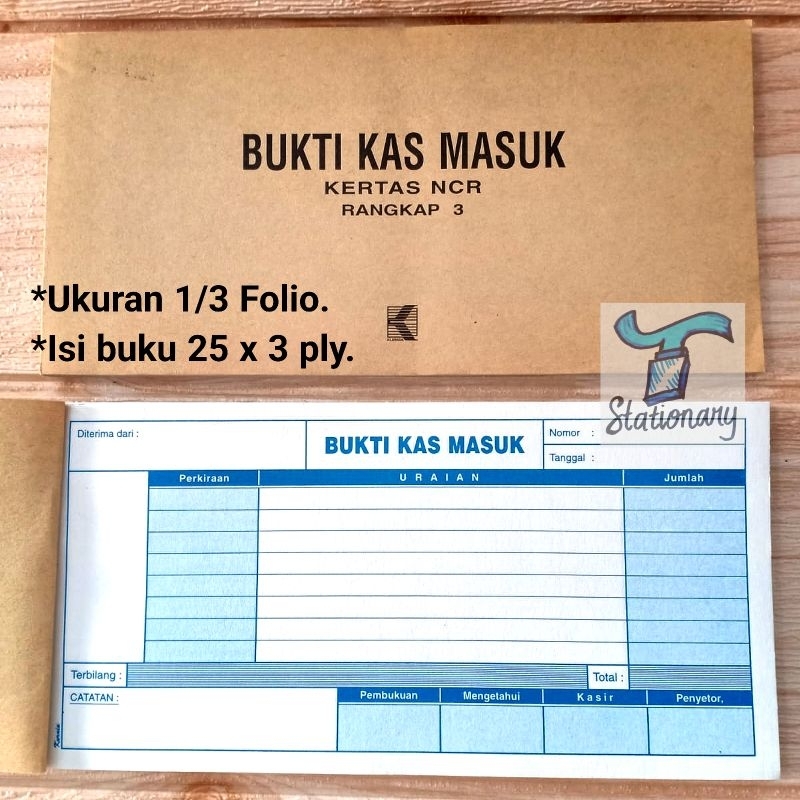 BUKTI KAS MASUK
KERTAS NCR
RANGKAP 3
*Ukuran 1/3 Folio.
*Isi buku 25 x 3 ply.
Stationary
Diterima dari :
BUKTI KAS MASUK
Nomor :
Tanggal :
Perkiraan URAIAN Jumlah
Terbilang : Total :
CATATAN : Pembukuan Mengetahui Kasir Penyetor,